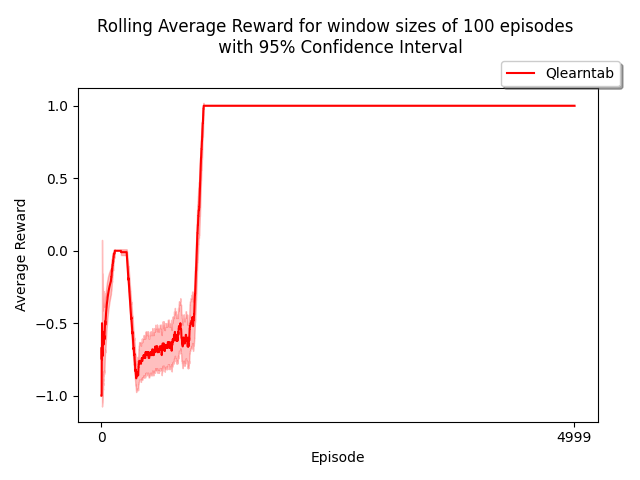 Rolling Average Reward for window sizes of 100 episodes
with 95% Confidence Interval
Qlearntab
1.0
0.5
0.0
−0.5
−1.0
Average Reward
0
4999
Episode